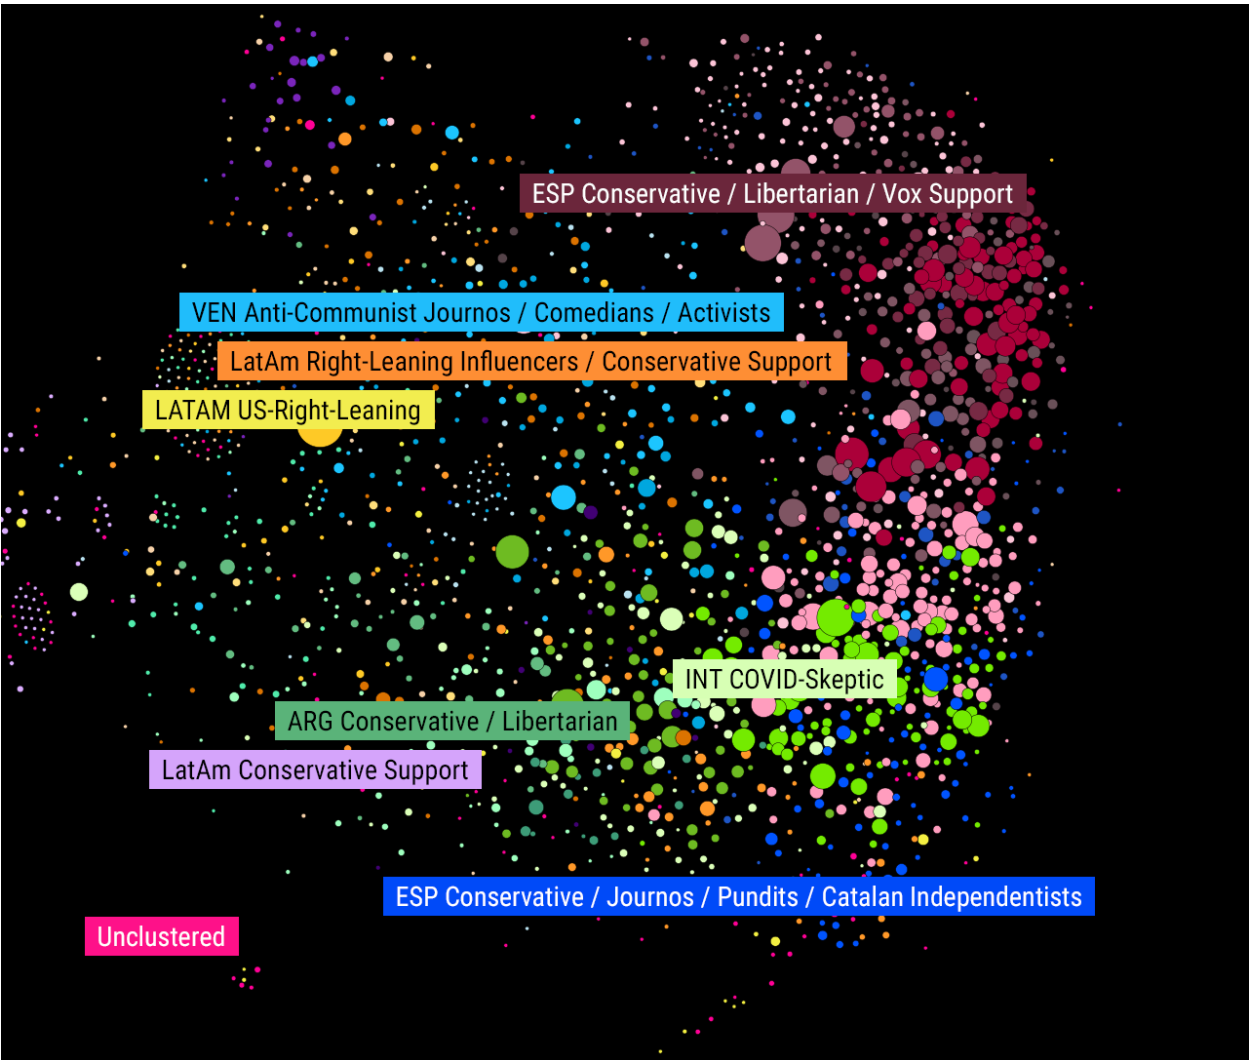 ESP Conservative / Libertarian / Vox Support
VEN Anti-Communist Journos / Comedians / Activists
LatAm Right-Leaning Influencers / Conservative Support
LATAM US-Right-Leaning
INT COVID-Skeptic
ARG Conservative / Libertarian
LatAm Conservative Support
ESP Conservative / Journos / Pundits / Catalan Independentists
Unclustered